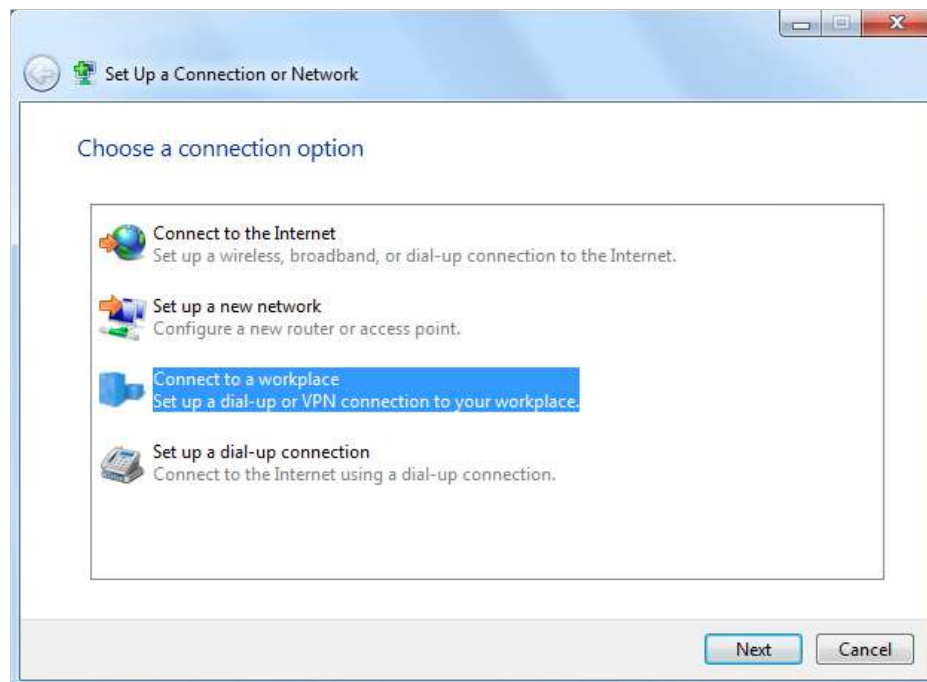 Set Up a Connection or Network
Choose a connection option
Connect to the Internet
Set up a wireless, broadband, or dial-up connection to the Internet.
Set up a new network
Configure a new router or access point.
Connect to a workplace
Set up a dial-up or VPN connection to your workplace.
Set up a dial-up connection
Connect to the Internet using a dial-up connection.
Next
Cancel